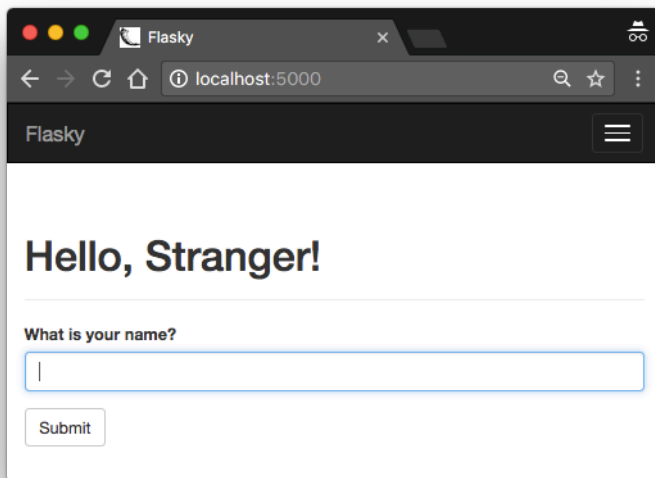 Flasky
localhost:5000
Flasky
Hello, Stranger!
What is your name?
Submit